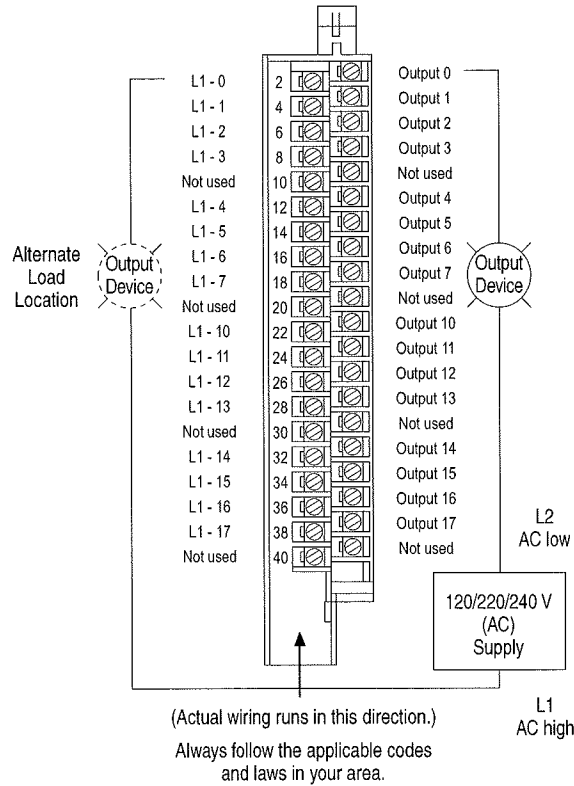 L1 - 0 2 Output 0
L1 - 1 4 Output 1
L1 - 2 6 Output 2
L1 - 3 8 Output 3
Not used 10 Not used
L1 - 4 12 Output 4
L1 - 5 14 Output 5
L1 - 6 16 Output 6
L1 - 7 18 Output 7
Not used 20 Not used
L1 - 10 22 Output 10
L1 - 11 24 Output 11
L1 - 12 26 Output 12
L1 - 13 28 Output 13
Not used 30 Not used
L1 - 14 32 Output 14
L1 - 15 34 Output 15
L1 - 16 36 Output 16
L1 - 17 38 Output 17
Not used 40 Not used
Alternate
Load
Location
Output
Device
Output
Device
L2
AC low
120/220/240 V
(AC)
Supply
L1
AC high
(Actual wiring runs in this direction.)
Always follow the applicable codes
and laws in your area.